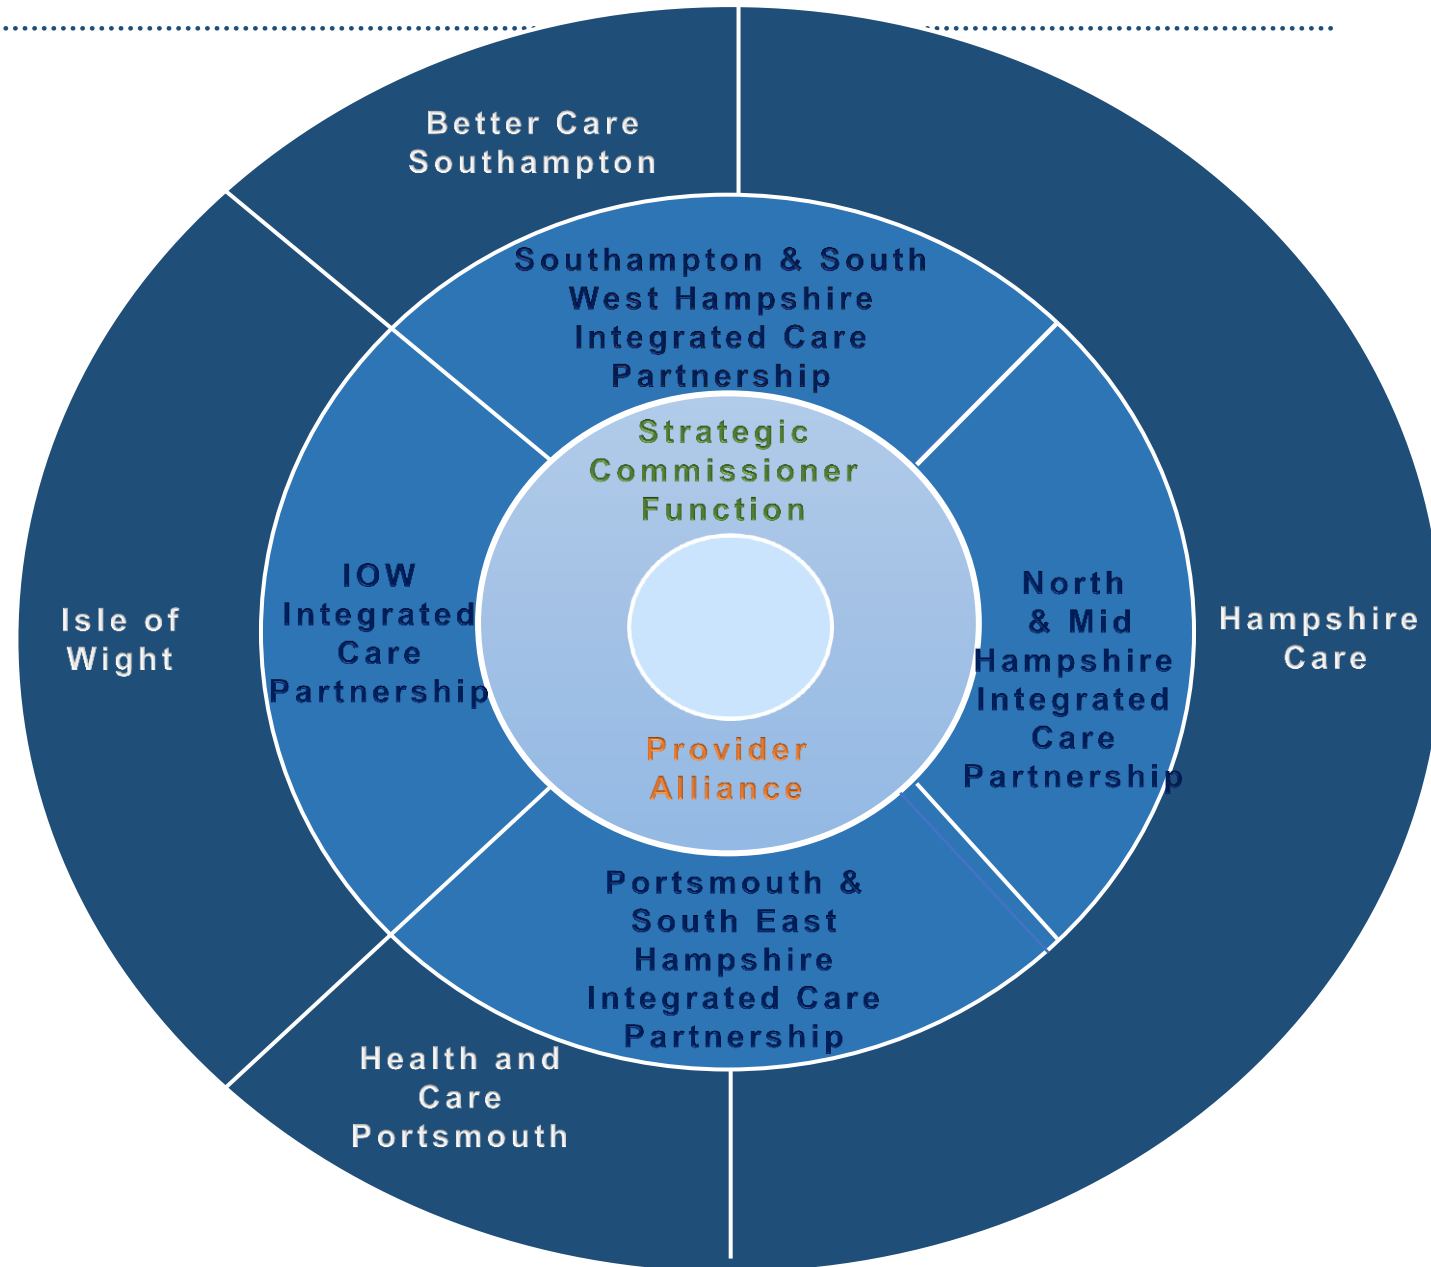 Better Care
Southampton
Southampton & South
West Hampshire
Integrated Care
Partnership
Strategic
Commissioner
Function
IOW
Integrated
Care
Partnership
Isle of
Wight
North
& Mid
Hampshire
Integrated
Care
Partnership
Hampshire
Care
Provider
Alliance
Portsmouth &
South East
Hampshire
Integrated Care
Partnership
Health and
Care
Portsmouth